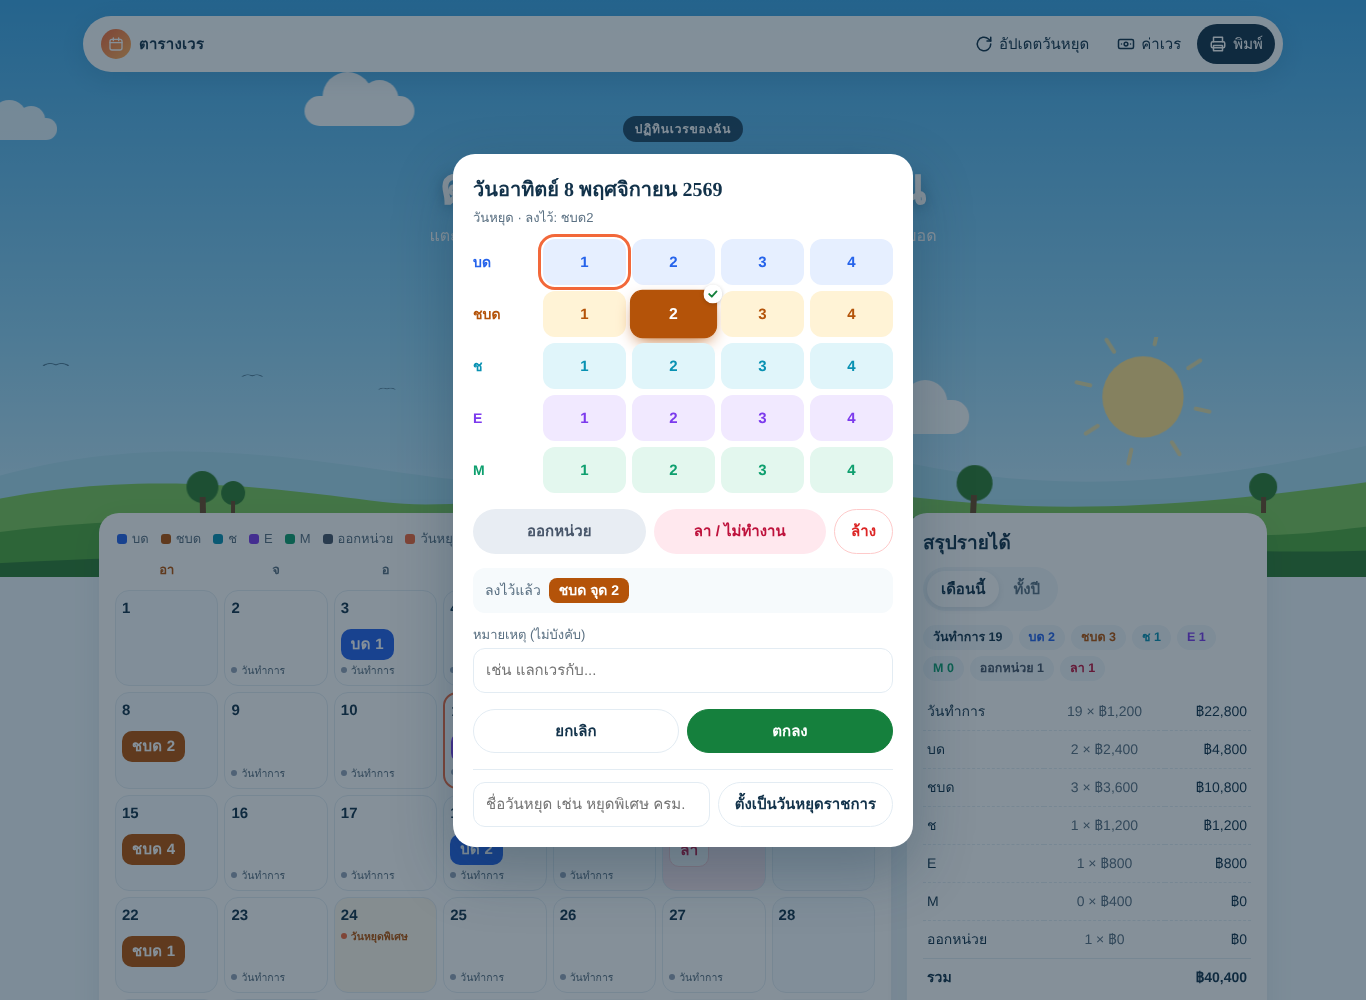 ตารางเวร
อัปเดตวันหยุด
ค่าเวร
พิมพ์
ปฏิทินเวรของฉัน
วันอาทิตย์ 8 พฤศจิกายน 2569
วันหยุด · ลงไว้: ชบด2
บด 1 2 3 4
ชบด 1 2 3 4
ช 1 2 3 4
E 1 2 3 4
M 1 2 3 4
ออกหน่วย ลา / ไม่ทำงาน ล้าง
ลงไว้แล้ว ชบด จุด 2
หมายเหตุ (ไม่บังคับ)
เช่น แลกเวรกับ...
ยกเลิก ตกลง
ชื่อวันหยุด เช่น หยุดพิเศษ ครม. ตั้งเป็นวันหยุดราชการ
บด ชบด ช E M ออกหน่วย
อา จ อ
1 2 3
บด 1
วันทำการ วันทำการ
8 9 10
ชบด 2
วันทำการ วันทำการ
15 16 17
ชบด 4 บด 2 ลา
วันทำการ วันทำการ วันทำการ วันทำการ
22 23 24 25 26 27 28
วันหยุดพิเศษ
ชบด 1
วันทำการ วันทำการ วันทำการ วันทำการ
สรุปรายได้
เดือนนี้ ทั้งปี
วันทำการ 19 บด 2 ชบด 3 ช 1 E 1
M 0 ออกหน่วย 1 ลา 1
วันทำการ 19 × ฿1,200 ฿22,800
บด 2 × ฿2,400 ฿4,800
ชบด 3 × ฿3,600 ฿10,800
ช 1 × ฿1,200 ฿1,200
E 1 × ฿800 ฿800
M 0 × ฿400 ฿0
ออกหน่วย 1 × ฿0 ฿0
รวม ฿40,400